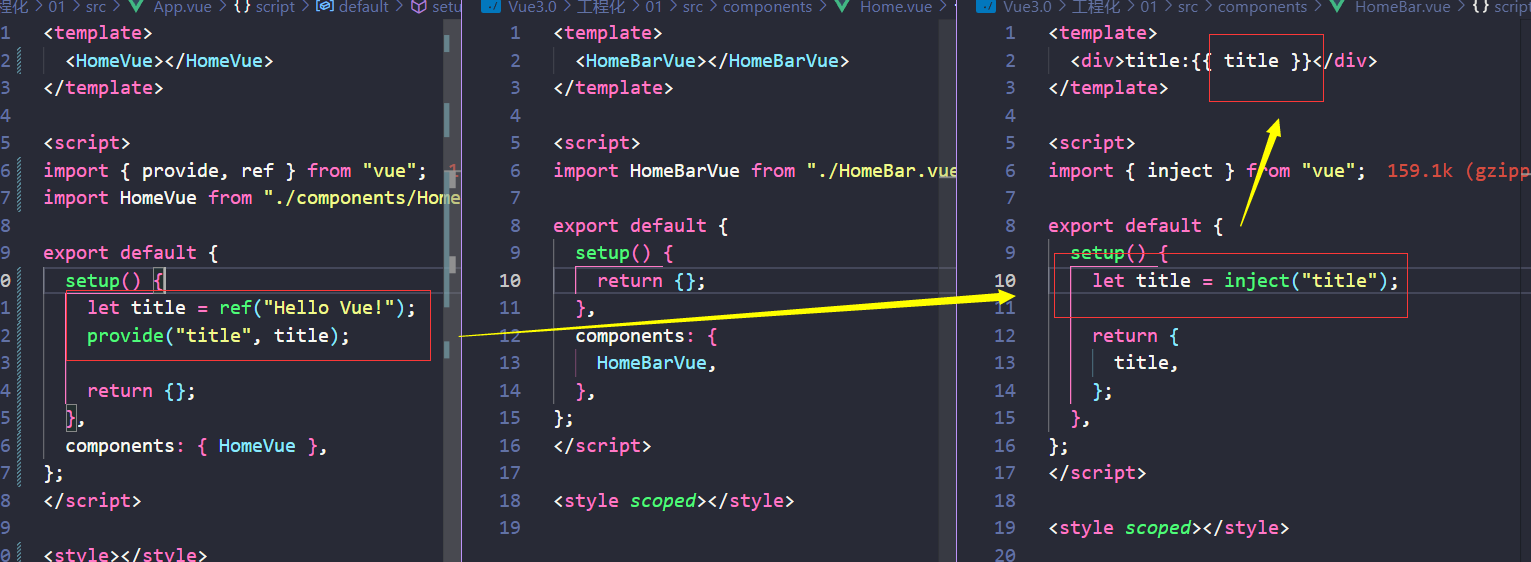 程化 > 01 > src > App.vue > {} script > default > setu
1 <template>
2 <HomeVue></HomeVue>
3 </template>
4
5 <script>
6 import { provide, ref } from "vue"; 1
7 import HomeVue from "./components/Home
8
9 export default {
0 setup() {
1 let title = ref("Hello Vue!");
2 provide("title", title);
3
4 return {};
5 },
6 components: { HomeVue },
7 };
8 </script>
9
0 <style></style>
Vue3.0 > 工程化 > 01 > src > components > Home.vue >
1 <template>
2 <HomeBarVue></HomeBarVue>
3 </template>
4
5 <script>
6 import HomeBarVue from "./HomeBar.vue
7
8 export default {
9 setup() {
10 return {};
11 },
12 components: {
13 HomeBarVue,
14 },
15 };
16 </script>
17
18 <style scoped></style>
19
Vue3.0 > 工程化 > 01 > src > components > HomeBar.vue > {} script
1 <template>
2 <div>title:{{ title }}</div>
3 </template>
4
5 <script>
6 import { inject } from "vue"; 159.1k (gzipp
7
8 export default {
9 setup() {
10 let title = inject("title");
11
12 return {
13 title,
14 };
15 },
16 };
17 </script>
18
19 <style scoped></style>
20